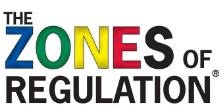 THE
ZONES OF
REGULATION®